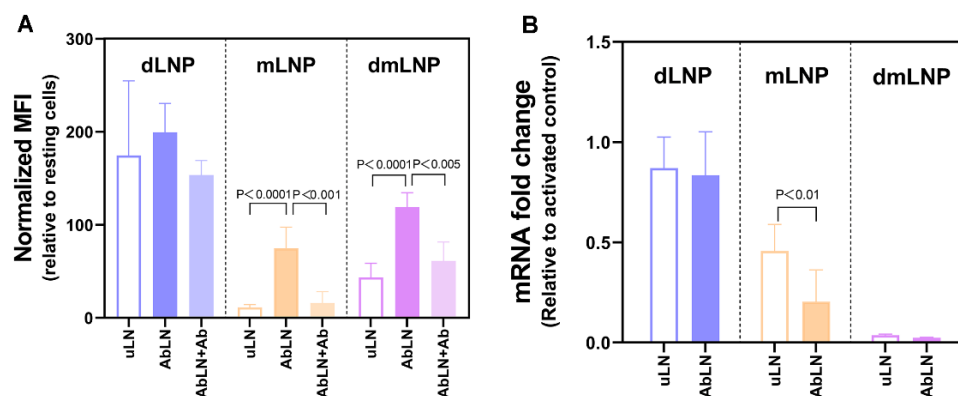 A
Normalized MFI
(relative to resting cells)
300
200
100
0
dLNP
mLNP
dmLNP
P<0.0001
P<0.001
P<0.0001
P<0.005
uLN
AbLN
AbLN+Ab
uLN
AbLN
AbLN+Ab
uLN
AbLN
AbLN+Ab
B
mRNA fold change
(Relative to activated control)
1.5
1.0
0.5
0.0
dLNP
mLNP
dmLNP
P<0.01
uLN
AbLN
uLN
AbLN
uLN
AbLN